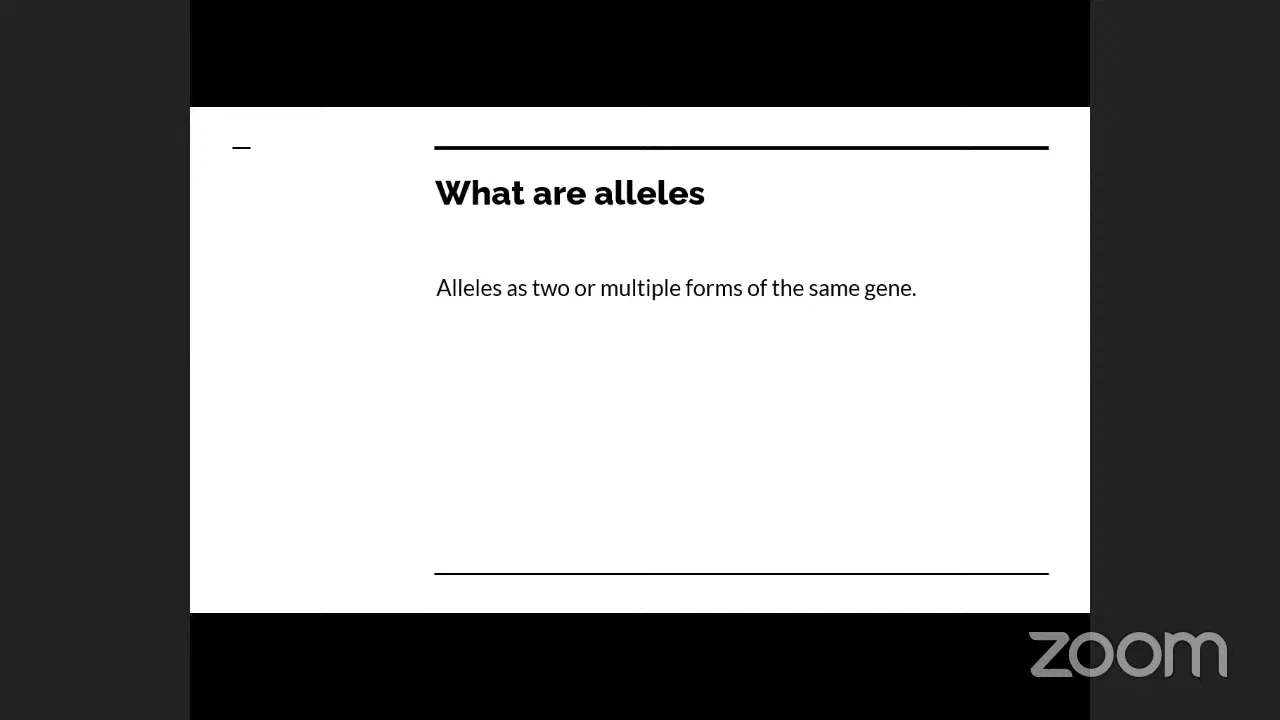 What are alleles
Alleles as two or multiple forms of the same gene.
zoom